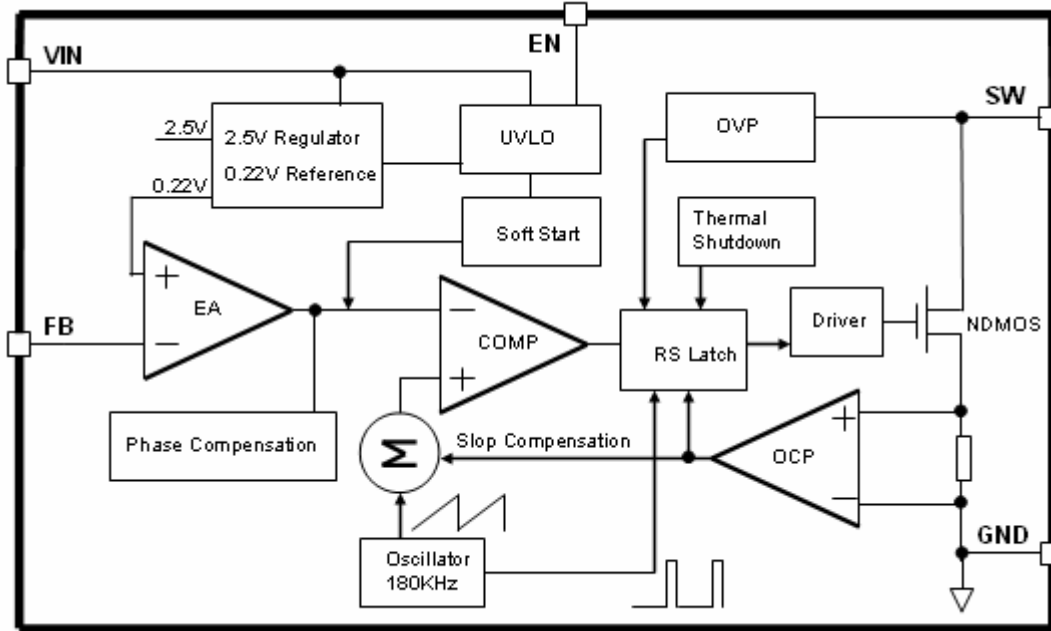 VIN
EN
SW
2.5V
2.5V Regulator
0.22V Reference
0.22V
UVLO
OVP
Soft Start
Thermal
Shutdown
+
EA
−
FB
−
COMP
+
RS Latch
Driver
NDMOS
Phase Compensation
Σ
Slop Compensation
+
OCP
−
GND
Oscillator
180KHz